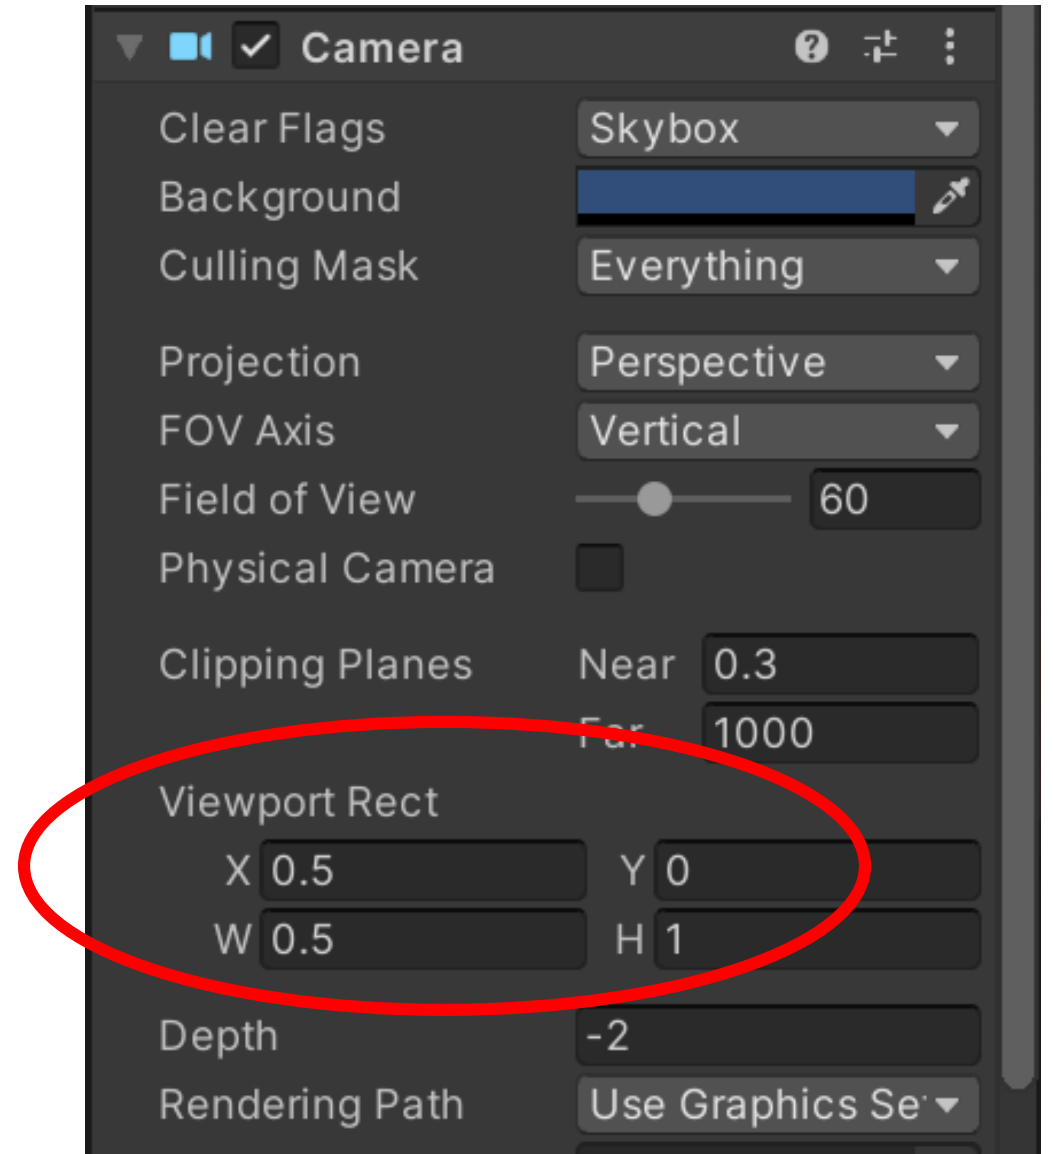 Camera
Clear Flags Skybox
Background
Culling Mask Everything
Projection Perspective
FOV Axis Vertical
Field of View 60
Physical Camera
Clipping Planes Near 0.3
Far 1000
Viewport Rect
X 0.5 Y 0
W 0.5 H 1
Depth -2
Rendering Path Use Graphics Se